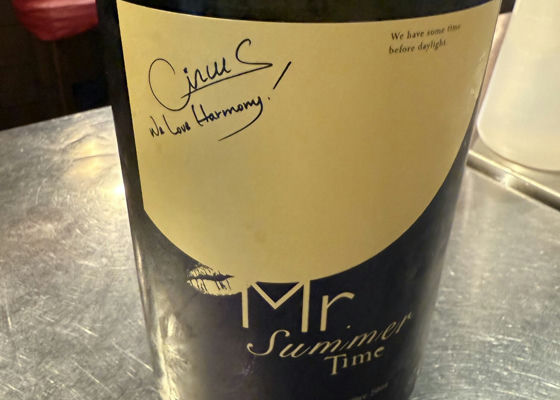 We have some time
before daylight
Circus
We Love Harmony!
Mr
Summer
Time